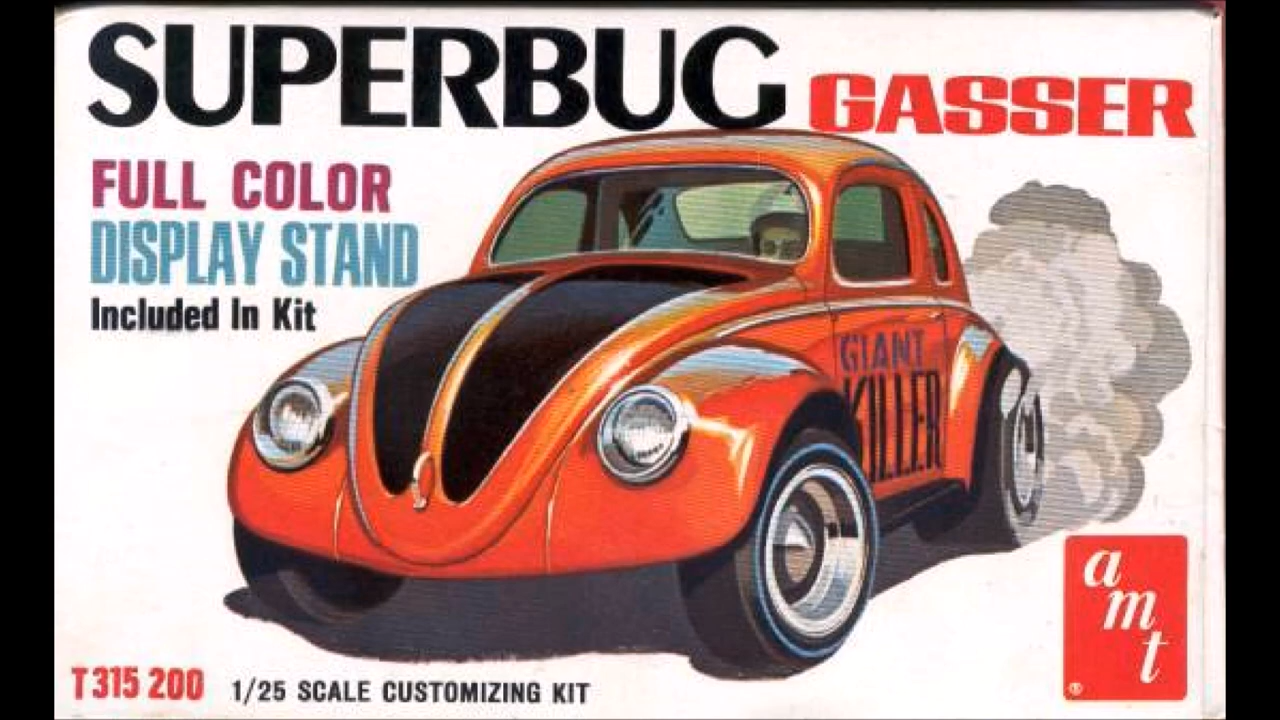 SUPERBUG GASSER
FULL COLOR
DISPLAY STAND
Included In Kit
GIANT
KILLER
amt
®
T315 200
1/25 SCALE CUSTOMIZING KIT